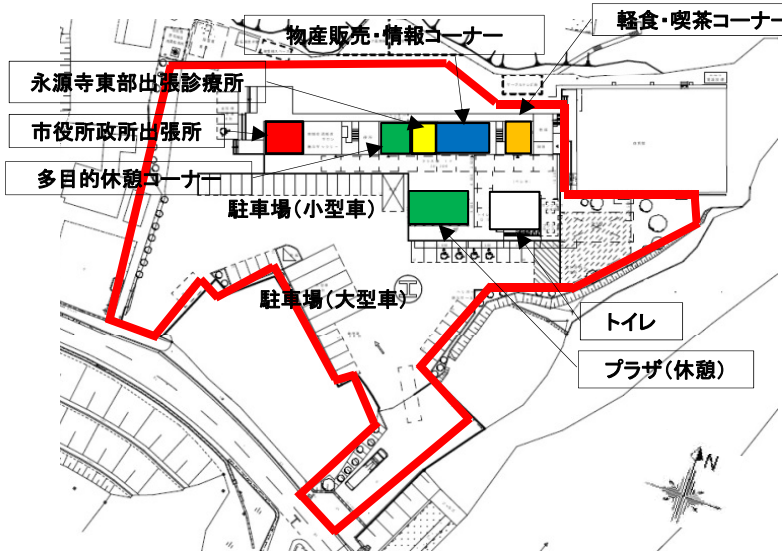 物産販売・情報コーナー
軽食・喫茶コーナー
永源寺東部出張診療所
市役所政所出張所
多目的休憩コーナー
駐車場(小型車)
駐車場(大型車)
トイレ
プラザ(休憩)
N